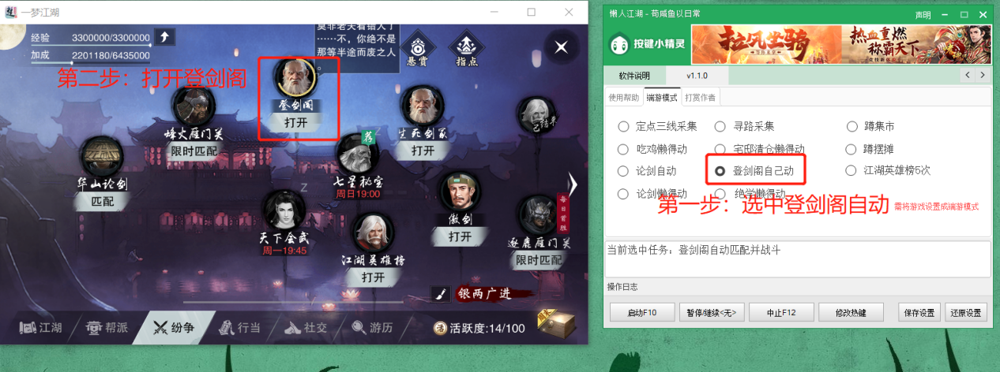 一梦江湖
经验 3300000/3300000
加成 2201180/6435000
莫非老夫看错人了
……不，你绝不是
那等半途而废之人
。
悬赏
指点
第二步：打开登剑阁
登剑阁
打开
烽火雁门关
限时匹配
生死剑冢
打开
已结束
荐
七星秘宝
周日19:00
华山论剑
匹配
天下会武
周一19:45
傲剑
打开
每日前胜
逐鹿雁门关
限时匹配
江湖英雄榜
打开
银两广进
江湖
帮派
纷争
行当
社交
游历
活 活跃度:14/100
懒人江湖 - 苟咸鱼以日常
声明
按键小精灵
拉风坐骑
热血重燃
称霸天下
软件说明
v1.1.0
使用帮助
端游模式
打赏作者
定点三线采集
寻路采集
蹲集市
吃鸡懒得动
宅邸清仓懒得动
蹲摆摊
论剑自动
登剑阁自己动
江湖英雄榜5次
论剑懒得动
绝学懒得动
第一步：选中登剑阁自动
需将游戏设置成端游模式
当前选中任务：登剑阁自动匹配并战斗
操作日志
启动F10
暂停/继续<无>
中止F12
修改热键
保存设置
还原设置